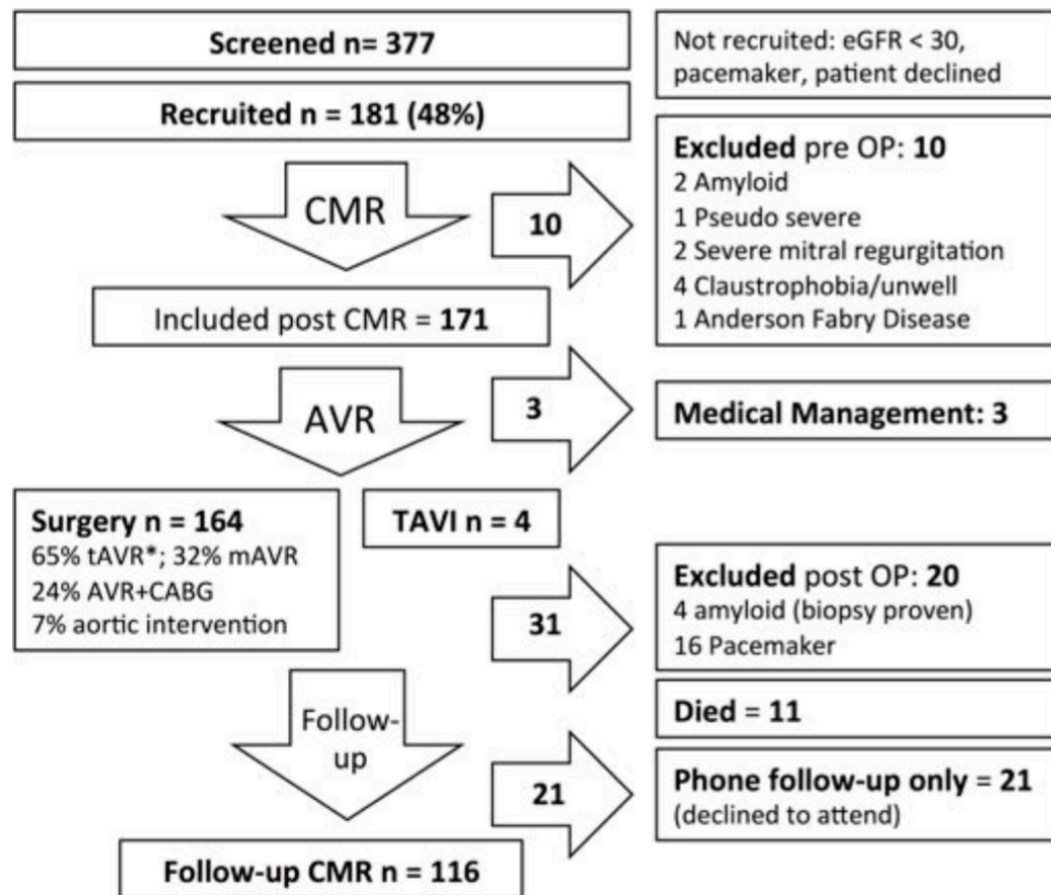 Screened n= 377
Not recruited: eGFR < 30,
pacemaker, patient declined
Recruited n = 181 (48%)
CMR
10
Excluded pre OP: 10
2 Amyloid
1 Pseudo severe
2 Severe mitral regurgitation
4 Claustrophobia/unwell
1 Anderson Fabry Disease
Included post CMR = 171
AVR
3
Medical Management: 3
Surgery n = 164
65% tAVR*; 32% mAVR
24% AVR+CABG
7% aortic intervention
TAVI n = 4
31
Excluded post OP: 20
4 amyloid (biopsy proven)
16 Pacemaker
Died = 11
Follow-
up
21
Phone follow-up only = 21
(declined to attend)
Follow-up CMR n = 116